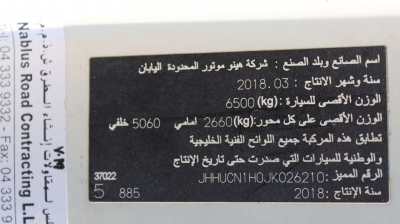 اسم الصانع وبلد الصنع : شركة هينو موتور المحدودة اليابان
سنة وشهر الانتاج : 2018.03
الوزن الأقصى للسيارة :(kg) 6500
الوزن الأقصى على كل محور:(kg) 2660 امامي 5060 خلفي
تطابق هذه المركبة جميع اللوائح الفنية الخليجية
والوطنية للسيارات التي صدرت حتى تاريخ الإنتاج
الرقم المميز : JHHUCN1H0JK026210
سنة الإنتاج: 2018
37022
5 885
Nablus Road Contracting L.L.
Tel: 04 333 9332 - Fax: 04 333 9